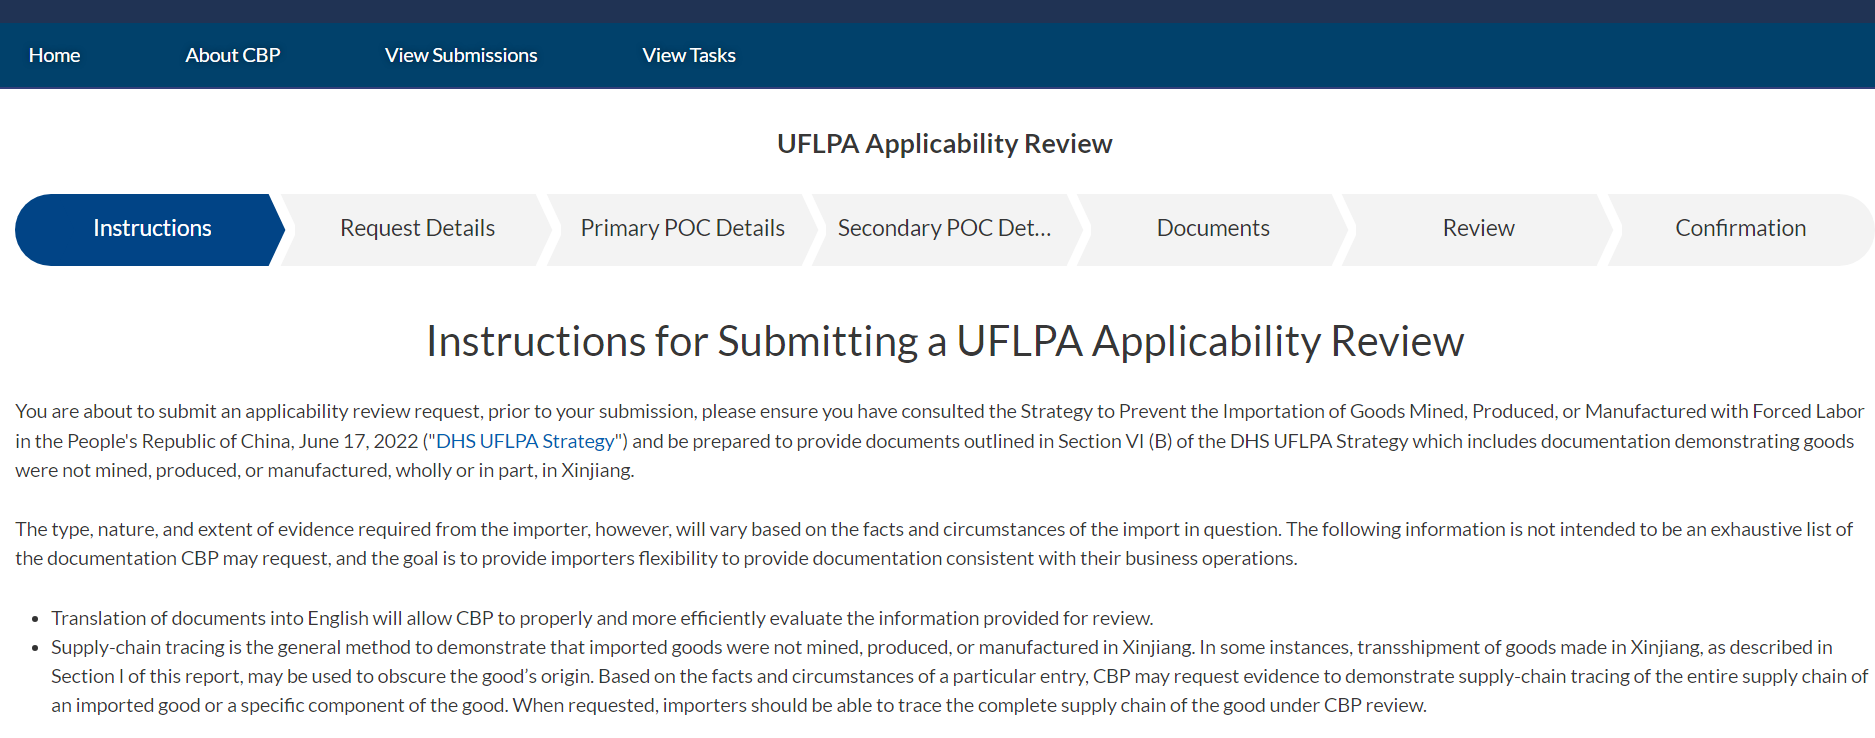 Home About CBP View Submissions View Tasks
UFLPA Applicability Review
Instructions Request Details Primary POC Details Secondary POC Det... Documents Review Confirmation
Instructions for Submitting a UFLPA Applicability Review
You are about to submit an applicability review request, prior to your submission, please ensure you have consulted the Strategy to Prevent the Importation of Goods Mined, Produced, or Manufactured with Forced Labor
in the People's Republic of China, June 17, 2022 ("DHS UFLPA Strategy") and be prepared to provide documents outlined in Section VI (B) of the DHS UFLPA Strategy which includes documentation demonstrating goods
were not mined, produced, or manufactured, wholly or in part, in Xinjiang.
The type, nature, and extent of evidence required from the importer, however, will vary based on the facts and circumstances of the import in question. The following information is not intended to be an exhaustive list of
the documentation CBP may request, and the goal is to provide importers flexibility to provide documentation consistent with their business operations.
• Translation of documents into English will allow CBP to properly and more efficiently evaluate the information provided for review.
• Supply-chain tracing is the general method to demonstrate that imported goods were not mined, produced, or manufactured in Xinjiang. In some instances, transshipment of goods made in Xinjiang, as described in
Section I of this report, may be used to obscure the good’s origin. Based on the facts and circumstances of a particular entry, CBP may request evidence to demonstrate supply-chain tracing of the entire supply chain of
an imported good or a specific component of the good. When requested, importers should be able to trace the complete supply chain of the good under CBP review.